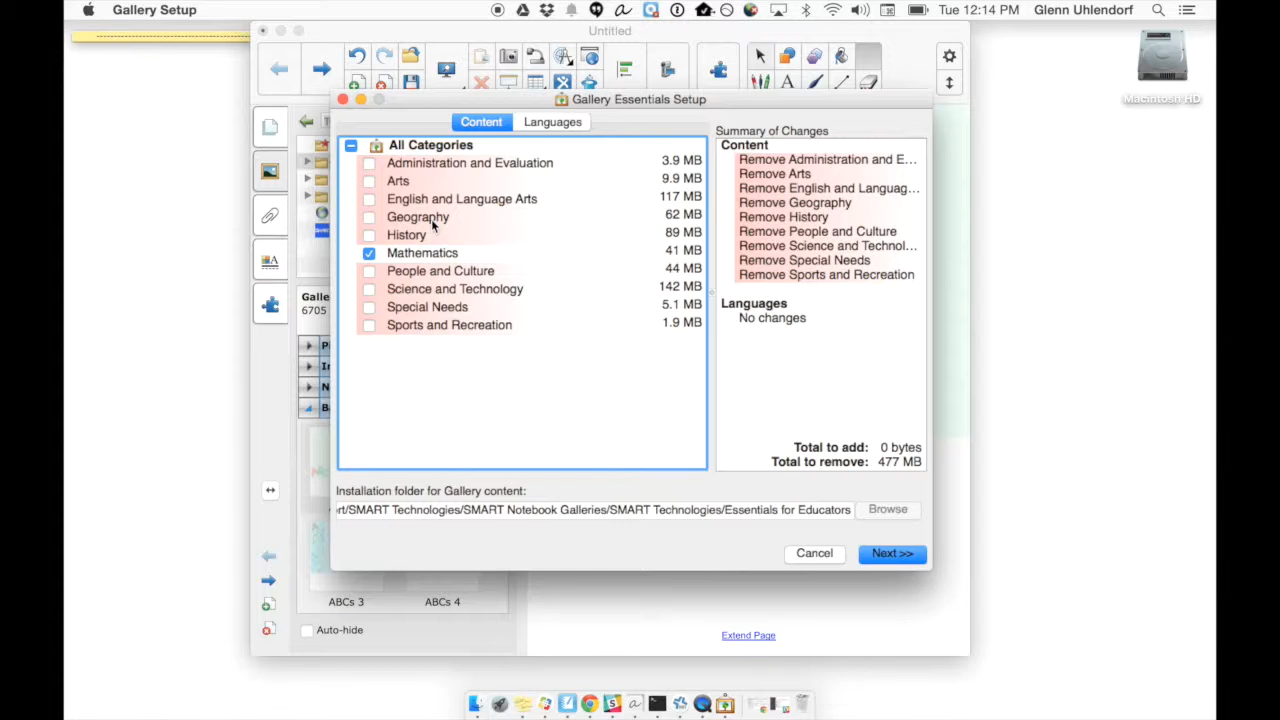 Gallery Setup
Tue 12:14 PM Glenn Uhlendorf
Untitled
Macintosh HD
Gallery Essentials Setup
Content Languages
All Categories
Administration and Evaluation 3.9 MB
Arts 9.9 MB
English and Language Arts 117 MB
Geography 62 MB
History 89 MB
Mathematics 41 MB
People and Culture 44 MB
Science and Technology 142 MB
Special Needs 5.1 MB
Sports and Recreation 1.9 MB
Summary of Changes
Content
Remove Administration and E...
Remove Arts
Remove English and Languag...
Remove Geography
Remove History
Remove People and Culture
Remove Science and Technol...
Remove Special Needs
Remove Sports and Recreation
Languages
No changes
Total to add: 0 bytes
Total to remove: 477 MB
Installation folder for Gallery content:
rt/SMART Technologies/SMART Notebook Galleries/SMART Technologies/Essentials for Educators
Browse
Cancel Next >>
6705
ABCs 3 ABCs 4
Auto-hide
Extend Page